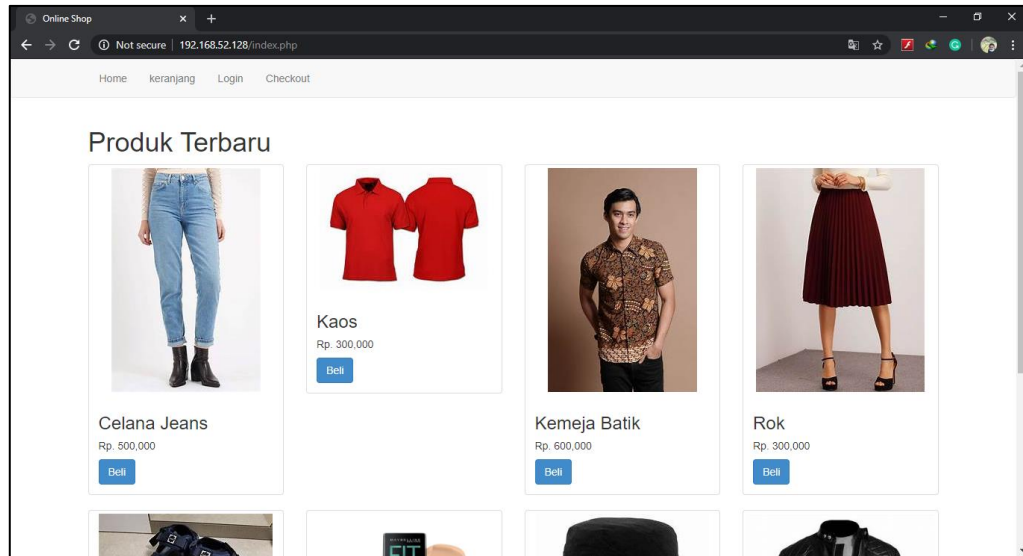 Online Shop
Not secure | 192.168.52.128/index.php
Home keranjang Login Checkout
Produk Terbaru
Celana Jeans
Rp. 500,000
Beli
Kaos
Rp. 300,000
Beli
Kemeja Batik
Rp. 600,000
Beli
Rok
Rp. 300,000
Beli
FIT